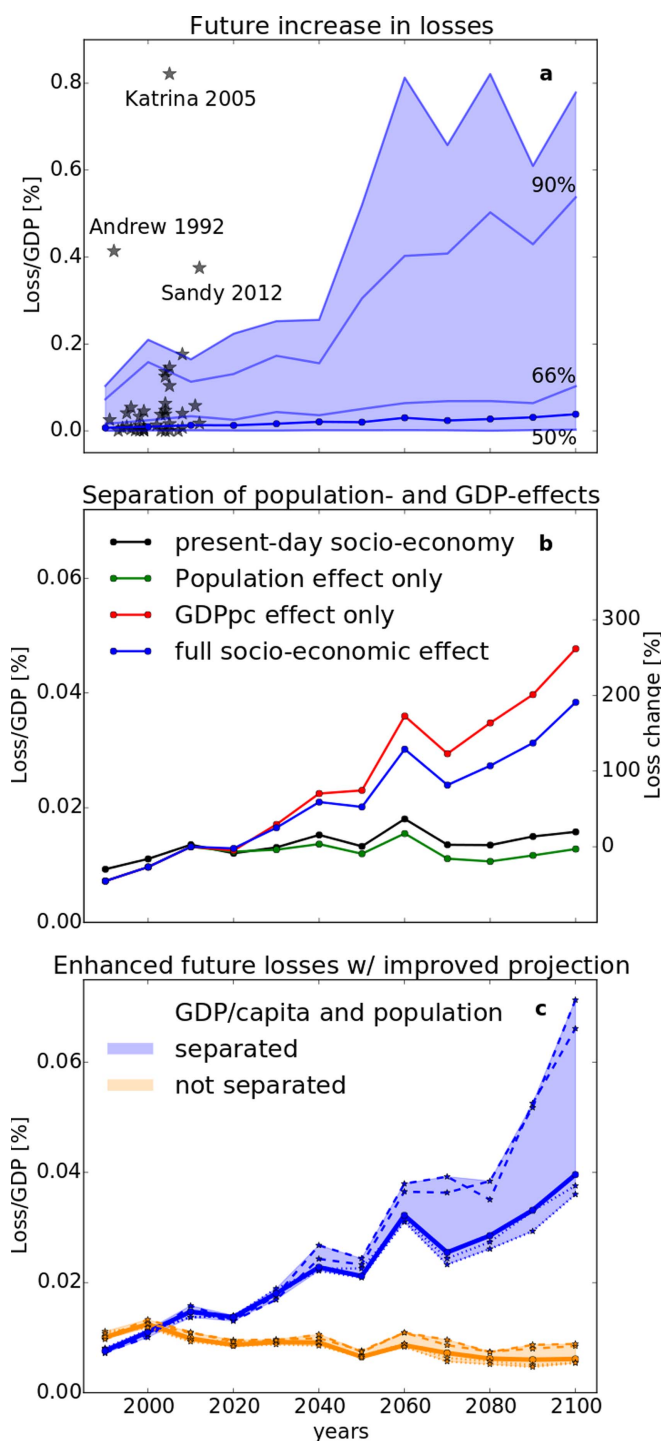 Future increase in losses
a
0.8
Katrina 2005
0.6
90%
Andrew 1992
Loss/GDP [%]
0.4
Sandy 2012
0.2
66%
0.0
50%
Separation of population- and GDP-effects
present-day socio-economy
b
0.06
Population effect only
GDPpc effect only
300
full socio-economic effect
Loss/GDP [%]
0.04
200
Loss change [%]
100
0.02
0
0.00
Enhanced future losses w/ improved projection
GDP/capita and population
c
separated
0.06
not separated
Loss/GDP [%]
0.04
0.02
0.00
2000 2020 2040 2060 2080 2100
years